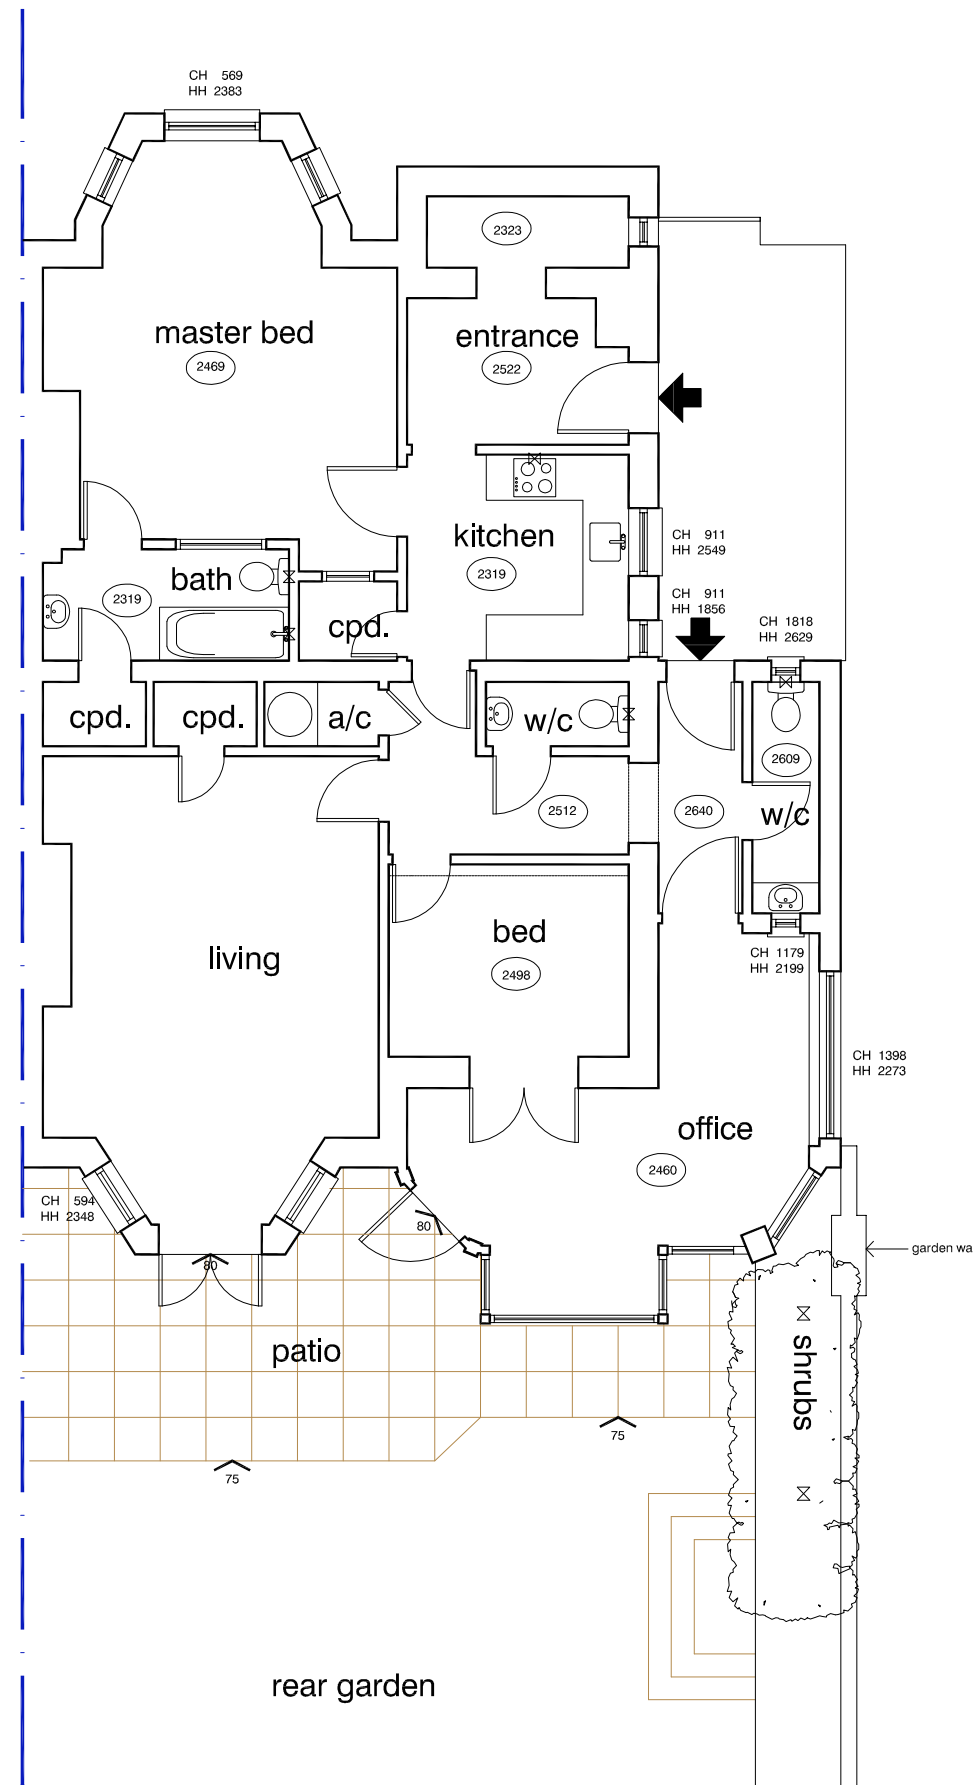 CH 569
HH 2383
2323
master bed
entrance
2469
2522
kitchen
CH 911
HH 2549
bath
2319
2319
CH 911
HH 1856
cpd.
CH 1818
HH 2629
cpd.
cpd.
a/c
w/c
2609
2512
2640
w/c
bed
living
CH 1179
HH 2199
2498
CH 1398
HH 2273
office
2460
CH 594
HH 2348
80
80
garden wa
patio
shrubs
75
75
rear garden